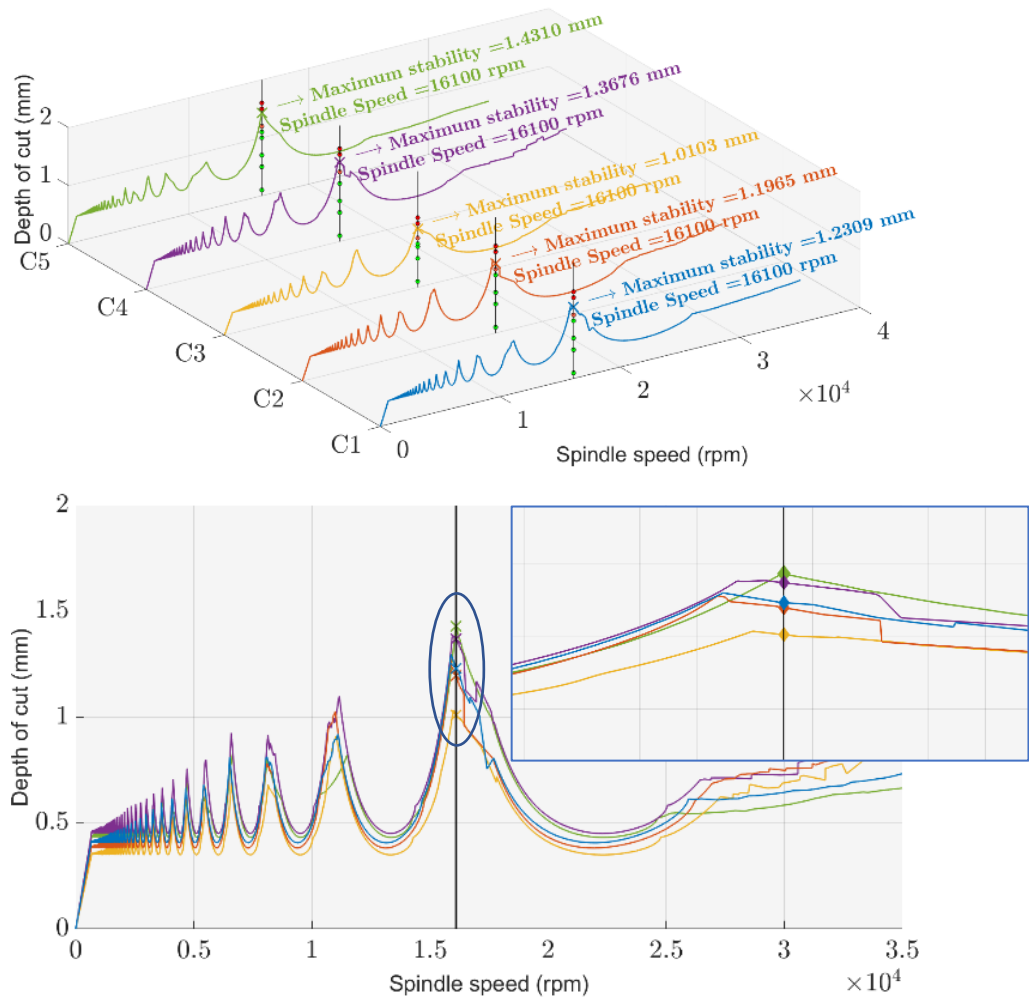 → Maximum stability =1.4310 mm
Spindle Speed =16100 rpm
→ Maximum stability =1.3676 mm
Spindle Speed =16100 rpm
→ Maximum stability =1.0103 mm
Spindle Speed =16100 rpm
→ Maximum stability =1.1965 mm
Spindle Speed =16100 rpm
→ Maximum stability =1.2309 mm
Spindle Speed =16100 rpm
Depth of cut (mm)
2
1
0
C5
C4
C3
C2
C1
0
1
2
3
4
×10⁴
Spindle speed (rpm)
Depth of cut (mm)
2
1.5
1
0.5
0
0
0.5
1
1.5
2
2.5
3
3.5
Spindle speed (rpm)
×10⁴